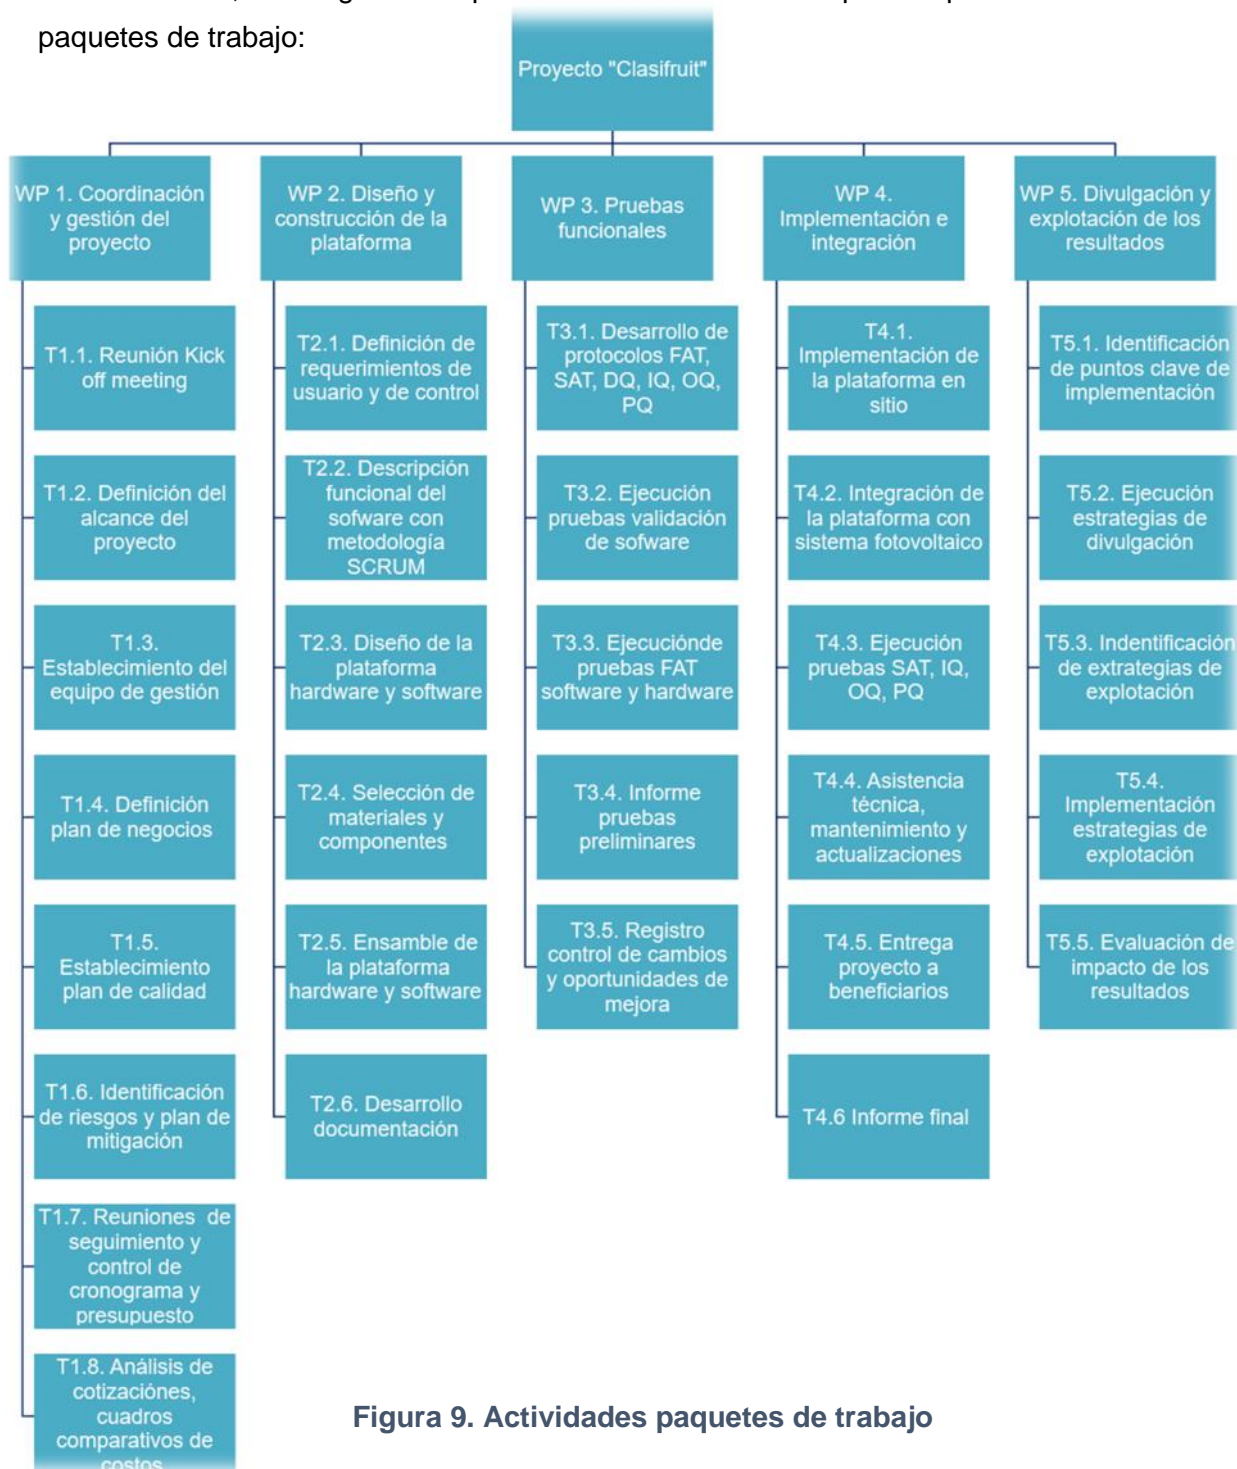 paquetes de trabajo:
Proyecto "Clasifruit"
WP 1. Coordinación
y gestión del
proyecto
T1.1. Reunión Kick
off meeting
T1.2. Definición del
alcance del
proyecto
T1.3.
Establecimiento del
equipo de gestión
T1.4. Definición
plan de negocios
T1.5.
Establecimiento
plan de calidad
T1.6. Identificación
de riesgos y plan de
mitigación
T1.7. Reuniones de
seguimiento y
control de
cronograma y
presupuesto
T1.8. Análisis de
cotizaciónes,
cuadros
comparativos de
costos
WP 2. Diseño y
construcción de la
plataforma
T2.1. Definición de
requerimientos de
usuario y de control
T2.2. Descripción
funcional del
sofware con
metodología
SCRUM
T2.3. Diseño de la
plataforma
hardware y software
T2.4. Selección de
materiales y
componentes
T2.5. Ensamble de
la plataforma
hardware y software
T2.6. Desarrollo
documentación
WP 3. Pruebas
funcionales
T3.1. Desarrollo de
protocolos FAT,
SAT, DQ, IQ, OQ,
PQ
T3.2. Ejecución
pruebas validación
de sofware
T3.3. Ejecuciónde
pruebas FAT
software y hardware
T3.4. Informe
pruebas
preliminares
T3.5. Registro
control de cambios
y oportunidades de
mejora
WP 4.
Implementación e
integración
T4.1.
Implementación de
la plataforma en
sitio
T4.2. Integración de
la plataforma con
sistema fotovoltaico
T4.3. Ejecución
pruebas SAT, IQ,
OQ, PQ
T4.4. Asistencia
técnica,
mantenimiento y
actualizaciones
T4.5. Entrega
proyecto a
beneficiarios
T4.6 Informe final
WP 5. Divulgación y
explotación de los
resultados
T5.1. Identificación
de puntos clave de
implementación
T5.2. Ejecución
estrategias de
divulgación
T5.3. Indentificación
de extrategias de
explotación
T5.4.
Implementación
estrategias de
explotación
T5.5. Evaluación de
impacto de los
resultados
Figura 9. Actividades paquetes de trabajo